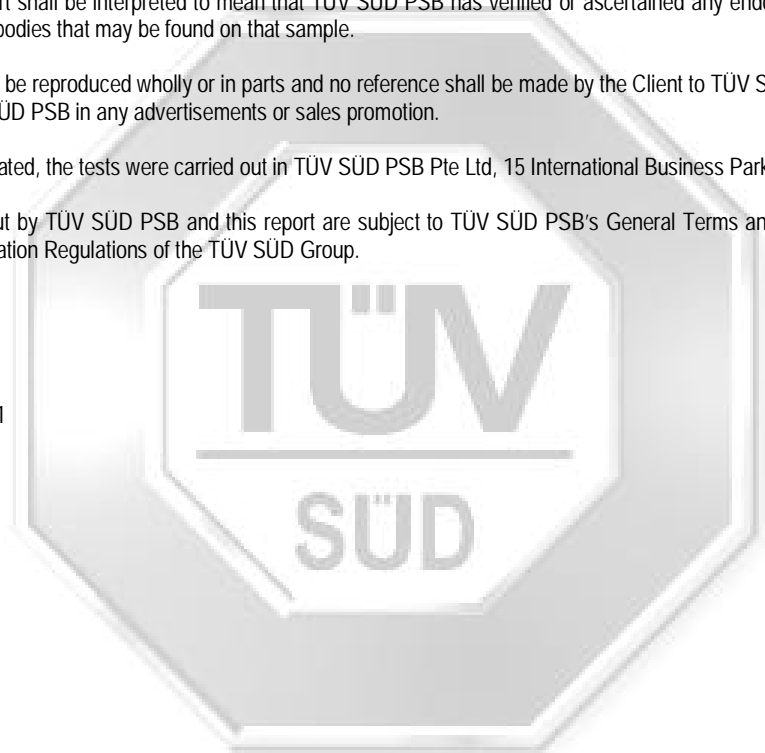 shall be interpreted to mean that TÜV SÜD PSB has verified or ascertained any
bodies that may be found on that sample.
be reproduced wholly or in parts and no reference shall be made by the Client to TÜV
ÜD PSB in any advertisements or sales promotion.
ated, the tests were carried out in TÜV SÜD PSB Pte Ltd, 15 International Business Park
ut by TÜV SÜD PSB and this report are subject to TÜV SÜD PSB's General Terms an
ation Regulations of the TÜV SÜD Group.
TÜV
SÜD